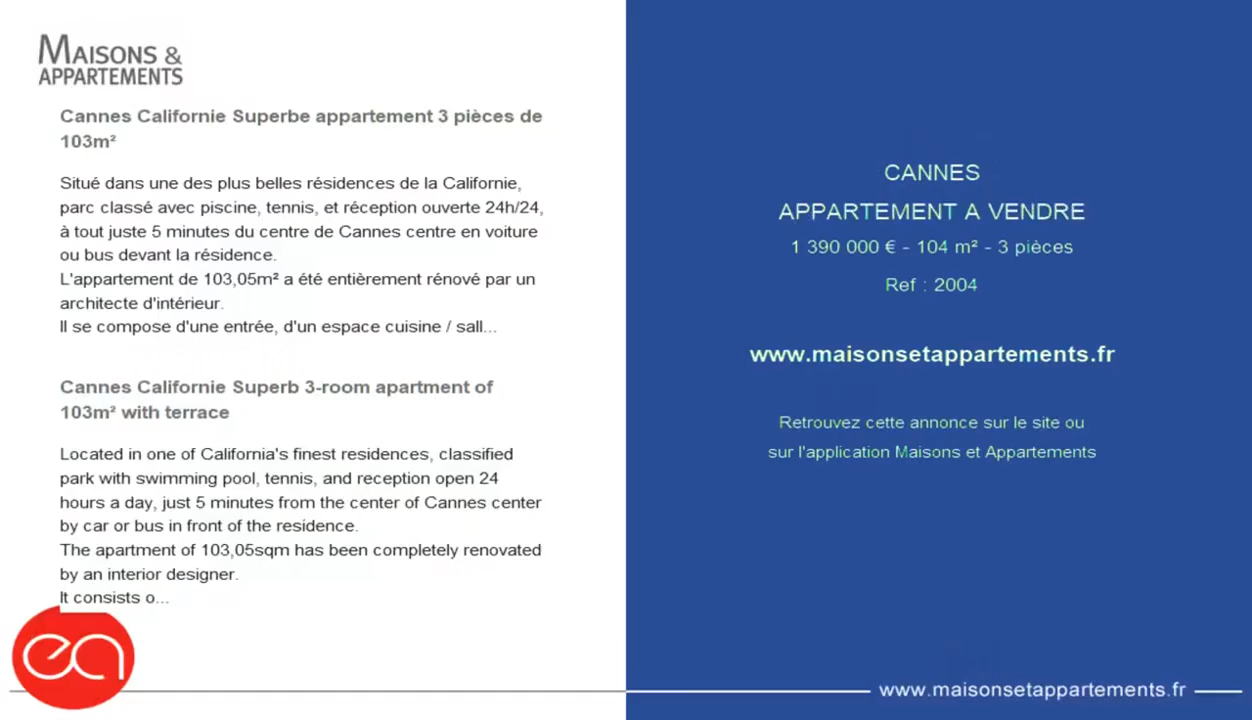 MAISONS &
APPARTEMENTS
Cannes Californie Superbe appartement 3 pièces de
103m²
Situé dans une des plus belles résidences de la Californie,
parc classé avec piscine, tennis, et réception ouverte 24h/24,
à tout juste 5 minutes du centre de Cannes centre en voiture
ou bus devant la résidence.
L'appartement de 103,05m² a été entièrement rénové par un
architecte d'intérieur.
Il se compose d'une entrée, d'un espace cuisine / sall...
Cannes Californie Superb 3-room apartment of
103m² with terrace
Located in one of California's finest residences, classified
park with swimming pool, tennis, and reception open 24
hours a day, just 5 minutes from the center of Cannes center
by car or bus in front of the residence.
The apartment of 103,05sqm has been completely renovated
by an interior designer.
It consists o...
ea
CANNES
APPARTEMENT A VENDRE
1 390 000 € - 104 m² - 3 pièces
Ref : 2004
www.maisonsetappartements.fr
Retrouvez cette annonce sur le site ou
sur l'application Maisons et Appartements
www.maisonsetappartements.fr